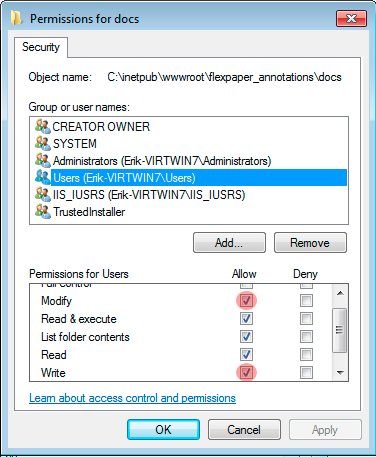 Permissions for docs
Security
Object name: C:\inetpub\wwwroot\flexpaper_annotations\docs
Group or user names:
CREATOR OWNER
SYSTEM
Administrators (Erik-VIRTWIN7\Administrators)
Users (Erik-VIRTWIN7\Users)
IIS_IUSRS (Erik-VIRTWIN7\IIS_IUSRS)
TrustedInstaller
Add... Remove
Permissions for Users Allow Deny
Full control
Modify
Read & execute
List folder contents
Read
Write
Learn about access control and permissions
OK Cancel Apply